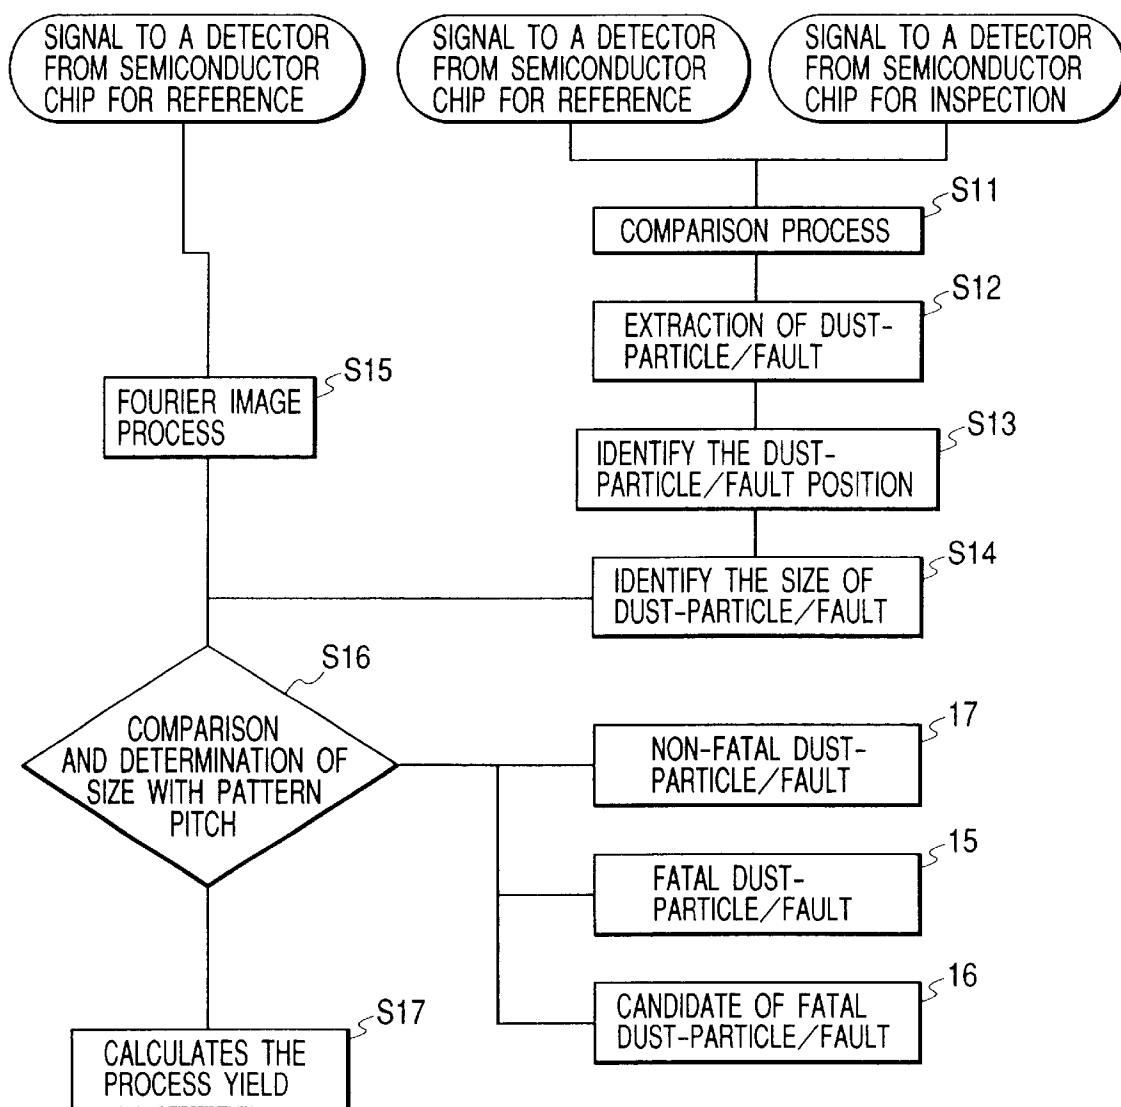 SIGNAL TO A DETECTOR
FROM SEMICONDUCTOR
CHIP FOR REFERENCE
SIGNAL TO A DETECTOR
FROM SEMICONDUCTOR
CHIP FOR REFERENCE
SIGNAL TO A DETECTOR
FROM SEMICONDUCTOR
CHIP FOR INSPECTION
S11
COMPARISON PROCESS
S12
EXTRACTION OF DUST-
PARTICLE/FAULT
S15
FOURIER IMAGE
PROCESS
S13
IDENTIFY THE DUST-
PARTICLE/FAULT POSITION
S14
IDENTIFY THE SIZE OF
DUST-PARTICLE/FAULT
S16
COMPARISON
AND DETERMINATION OF
SIZE WITH PATTERN
PITCH
17
NON-FATAL DUST-
PARTICLE/FAULT
15
FATAL DUST-
PARTICLE/FAULT
16
CANDIDATE OF FATAL
DUST-PARTICLE/FAULT
S17
CALCULATES THE
PROCESS YIELD